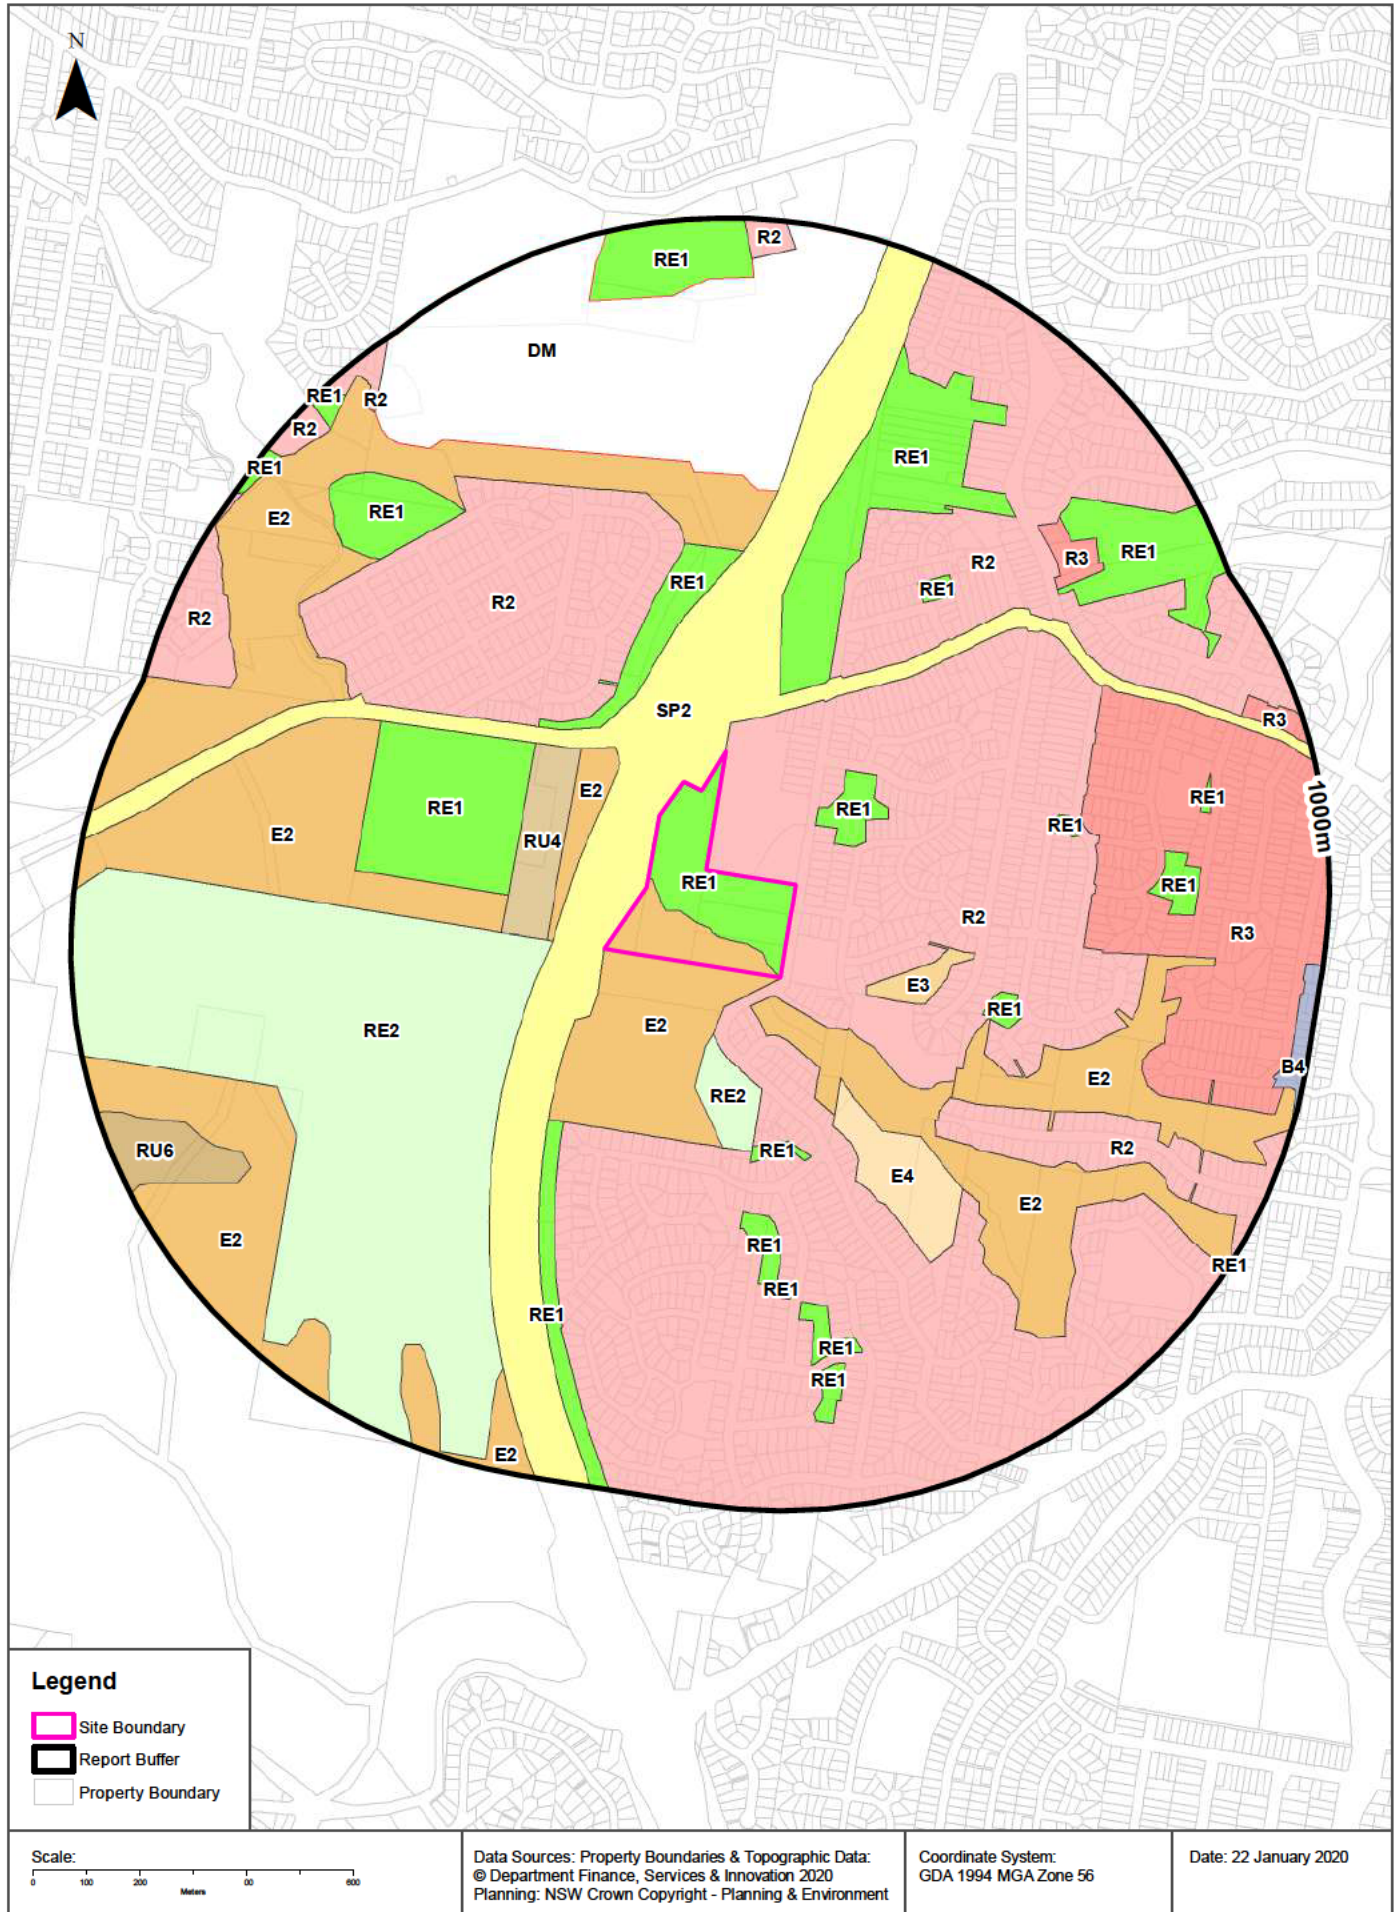 N
R2
RE1
DM
RE1
R2
R2
RE1
RE1
RE1
E2
R3
RE1
R2
RE1
RE1
R2
R2
SP2
R3
E2
RE1
1000m
RE1
RE1
RE1
E2
RU4
RE1
RE1
R2
R3
E3
RE1
E2
RE2
B4
E2
RE2
RU6
RE1
R2
E4
E2
E2
RE1
RE1
RE1
RE1
RE1
RE1
E2
Legend
Site Boundary
Report Buffer
Property Boundary
Scale:
0 100 200 00 600
Meters
Data Sources: Property Boundaries & Topographic Data:
© Department Finance, Services & Innovation 2020
Planning: NSW Crown Copyright - Planning & Environment
Coordinate System:
GDA 1994 MGA Zone 56
Date: 22 January 2020